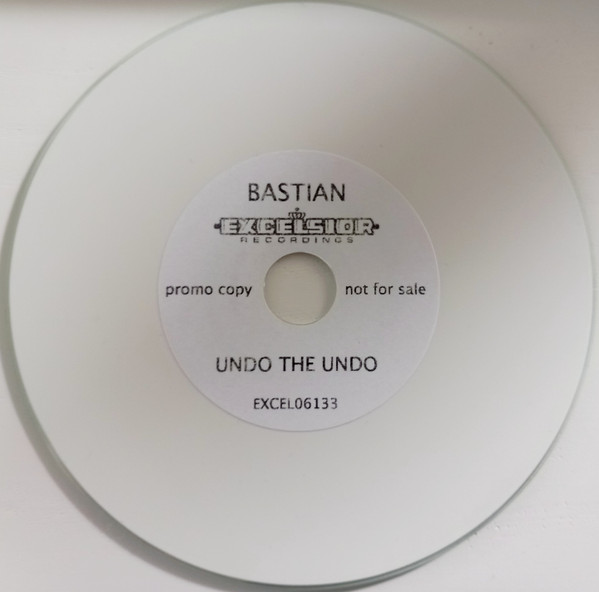 BASTIAN
EXCELSIOR
RECORDINGS
promo copy not for sale
UNDO THE UNDO
EXCEL06133